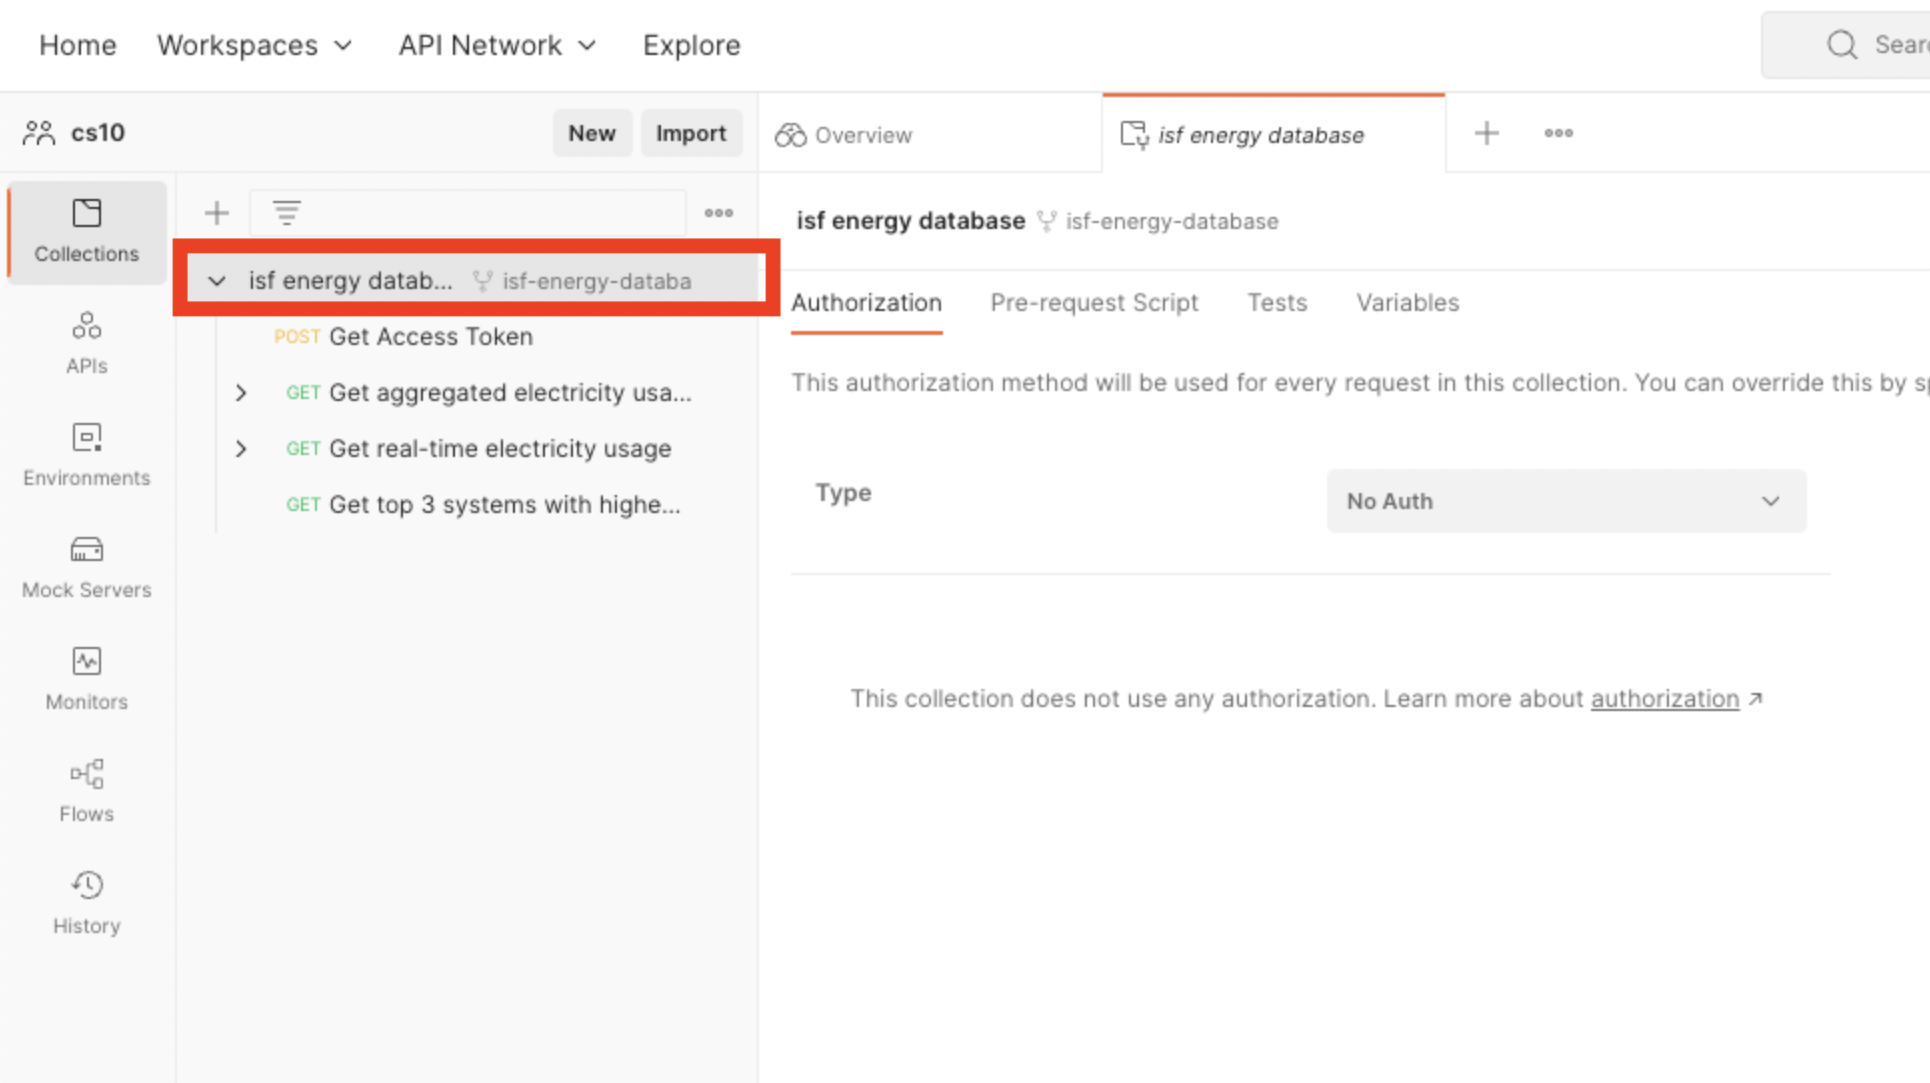 Home Workspaces API Network Explore
cs10 New Import Overview isf energy database
Collections
APIs
Environments
Mock Servers
Monitors
Flows
History
isf energy datab... isf-energy-databa
POST Get Access Token
GET Get aggregated electricity usa...
GET Get real-time electricity usage
GET Get top 3 systems with highe...
isf energy database isf-energy-database
Authorization Pre-request Script Tests Variables
This authorization method will be used for every request in this collection. You can override this by
Type No Auth
This collection does not use any authorization. Learn more about authorization ↗